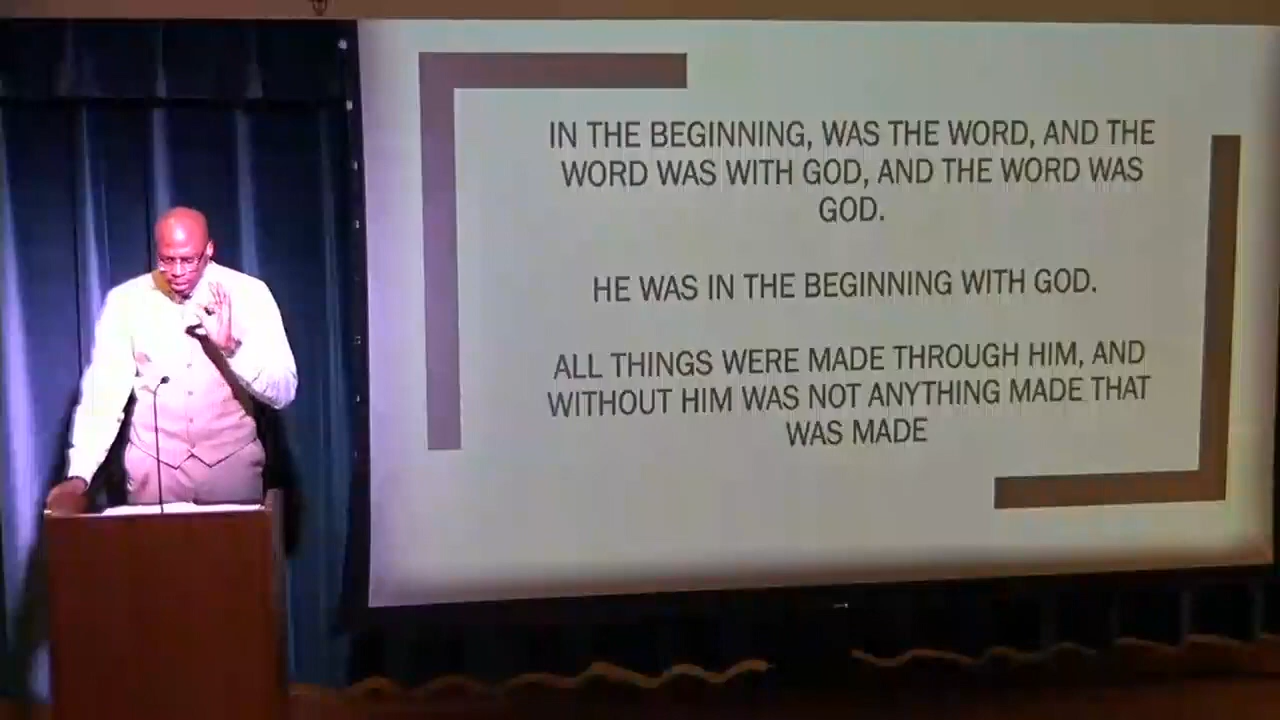 IN THE BEGINNING, WAS THE WORD, AND THE
WORD WAS WITH GOD, AND THE WORD WAS
GOD.
HE WAS IN THE BEGINNING WITH GOD.
ALL THINGS WERE MADE THROUGH HIM, AND
WITHOUT HIM WAS NOT ANYTHING MADE THAT
WAS MADE